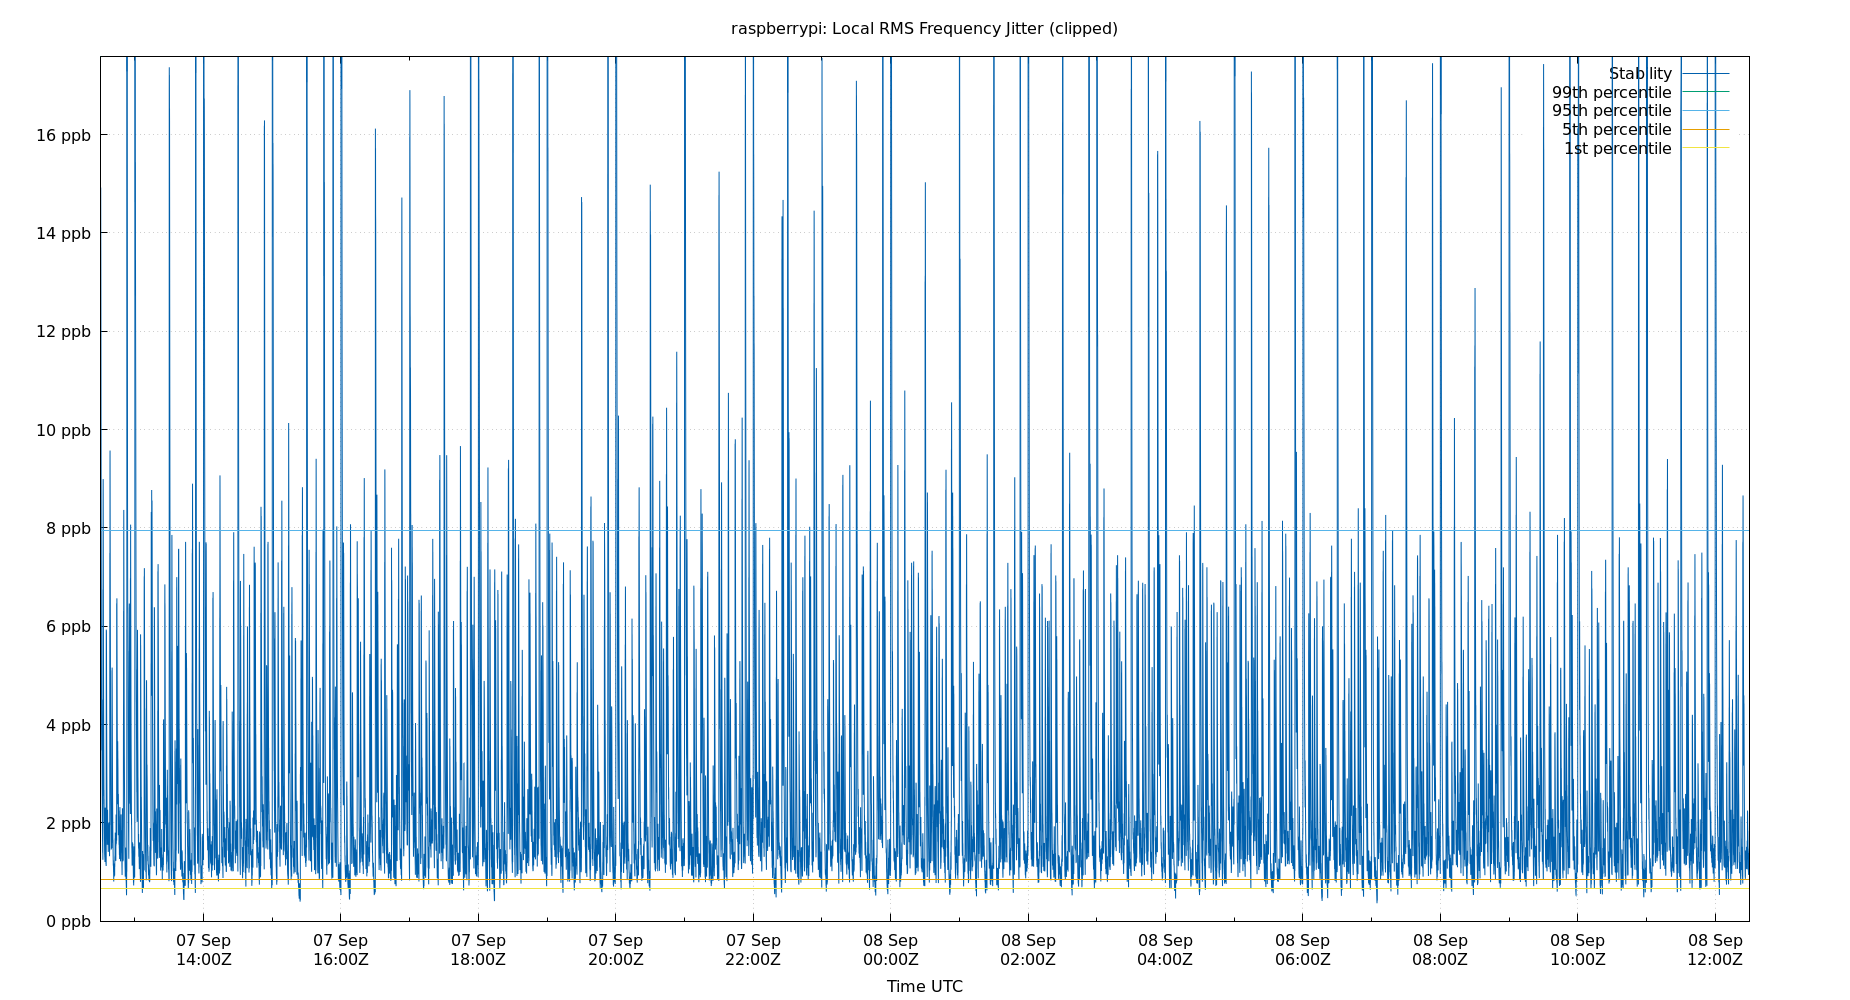 raspberrypi: Local RMS Frequency Jitter (clipped)
Stability
99th percentile
95th percentile
5th percentile
1st percentile
16 ppb
14 ppb
12 ppb
10 ppb
8 ppb
6 ppb
4 ppb
2 ppb
0 ppb
07 Sep 07 Sep 07 Sep 07 Sep 07 Sep 08 Sep 08 Sep 08 Sep 08 Sep 08 Sep 08 Sep 08 Sep
14:00Z 16:00Z 18:00Z 20:00Z 22:00Z 00:00Z 02:00Z 04:00Z 06:00Z 08:00Z 10:00Z 12:00Z
Time UTC